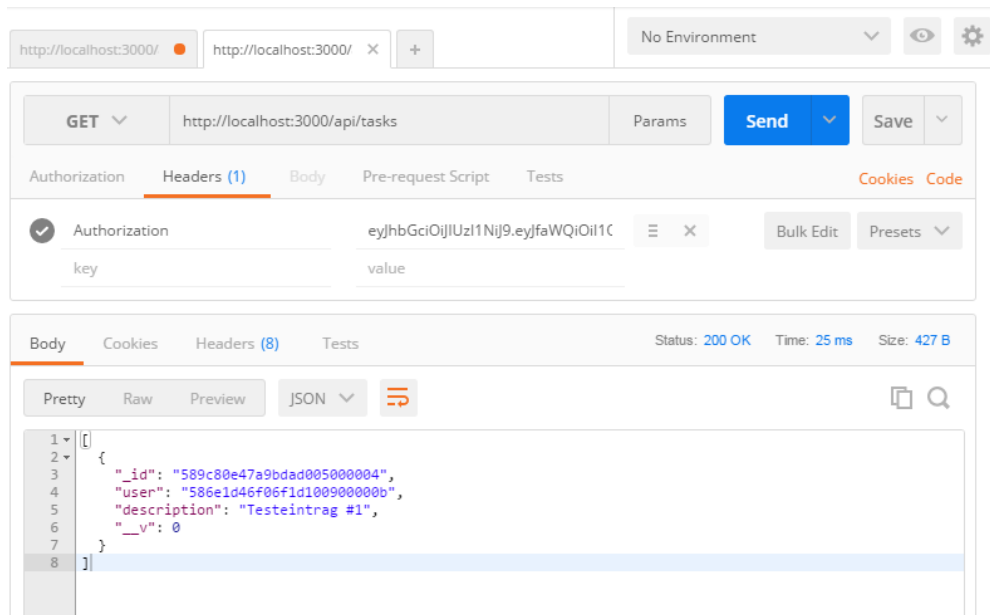 http://localhost:3000/ http://localhost:3000/ × + No Environment
GET http://localhost:3000/api/tasks Params Send Save
Authorization Headers (1) Body Pre-request Script Tests Cookies Code
Authorization eyJhbGciOiJIUzI1NiJ9.eyJfaWQiOiI1 Bulk Edit Presets
key value
Body Cookies Headers (8) Tests Status: 200 OK Time: 25 ms Size: 427 B
Pretty Raw Preview JSON
1 [
2 {
3 "_id": "589c80e47a9bdad005000004",
4 "user": "586e1d46f06f1d100900000b",
5 "description": "Testeintrag #1",
6 "__v": 0
7 }
8 ]